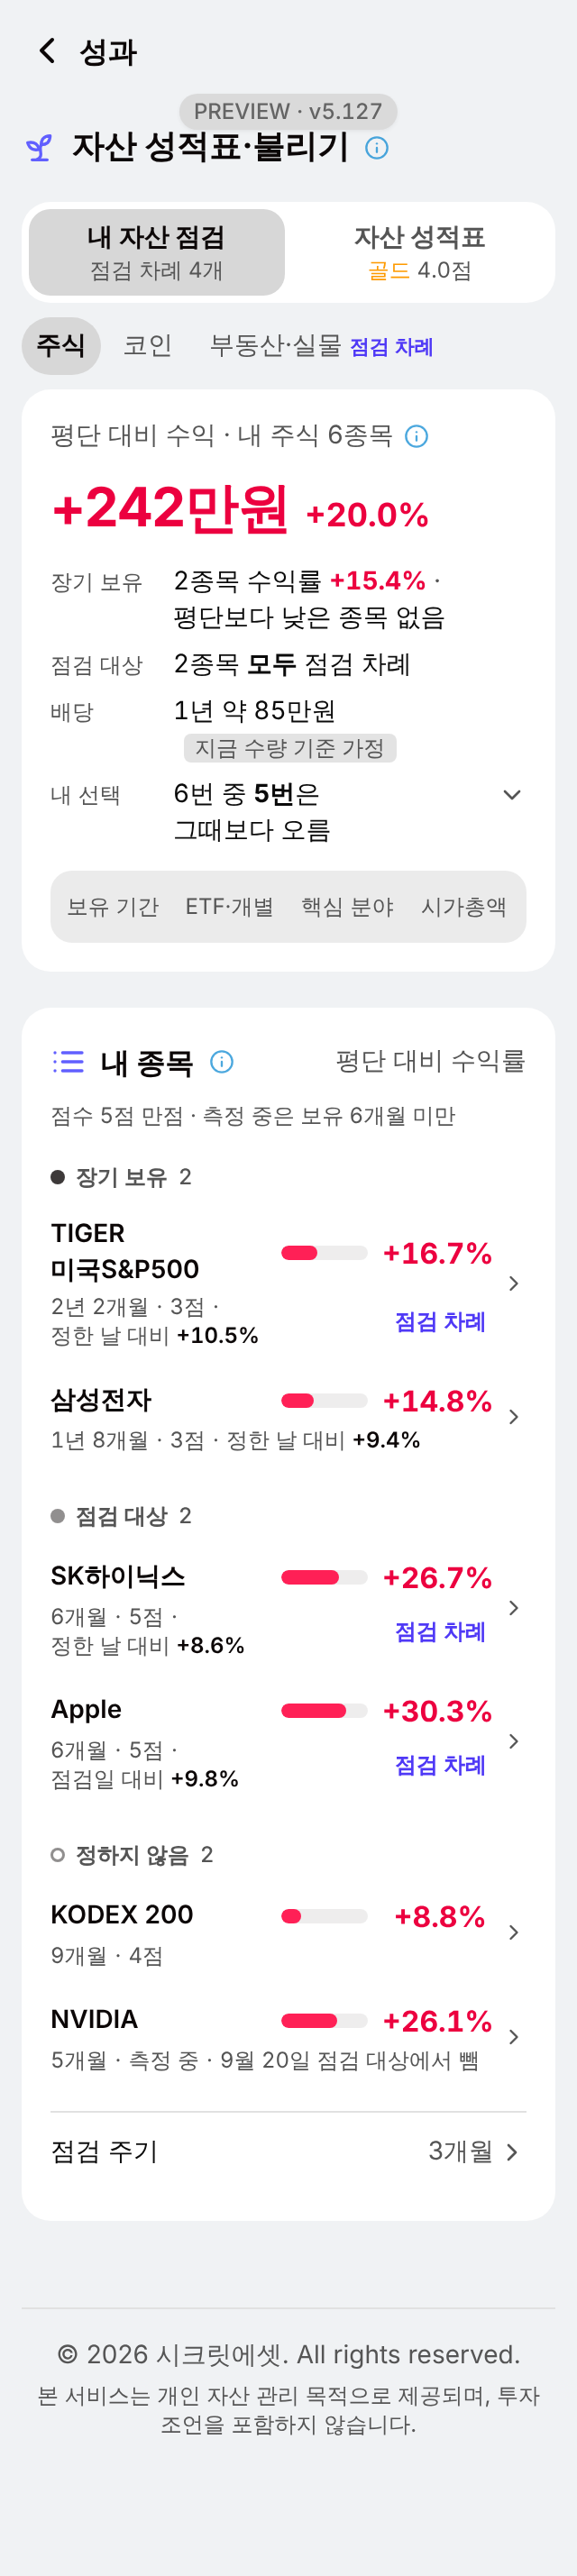 성과
PREVIEW · v5.127
자산 성적표·불리기
내 자산 점검
점검 차례 4개
자산 성적표
골드 4.0점
주식 코인 부동산·실물 점검 차례
평단 대비 수익 · 내 주식 6종목
+242만원 +20.0%
장기 보유 2종목 수익률 +15.4% ·
평단보다 낮은 종목 없음
점검 대상 2종목 모두 점검 차례
배당 1년 약 85만원
지금 수량 기준 가정
내 선택 6번 중 5번은
그때보다 오름
보유 기간 ETF·개별 핵심 분야 시가총액
내 종목 평단 대비 수익률
점수 5점 만점 · 측정 중은 보유 6개월 미만
장기 보유 2
TIGER
미국S&P500
+16.7%
2년 2개월 · 3점 ·
정한 날 대비 +10.5%
점검 차례
삼성전자 +14.8%
1년 8개월 · 3점 · 정한 날 대비 +9.4%
점검 대상 2
SK하이닉스 +26.7%
6개월 · 5점 ·
정한 날 대비 +8.6%
점검 차례
Apple +30.3%
6개월 · 5점 ·
점검일 대비 +9.8%
점검 차례
정하지 않음 2
KODEX 200 +8.8%
9개월 · 4점
NVIDIA +26.1%
5개월 · 측정 중 · 9월 20일 점검 대상에서 뺌
점검 주기 3개월
© 2026 시크릿에셋. All rights reserved.
본 서비스는 개인 자산 관리 목적으로 제공되며, 투자
조언을 포함하지 않습니다.